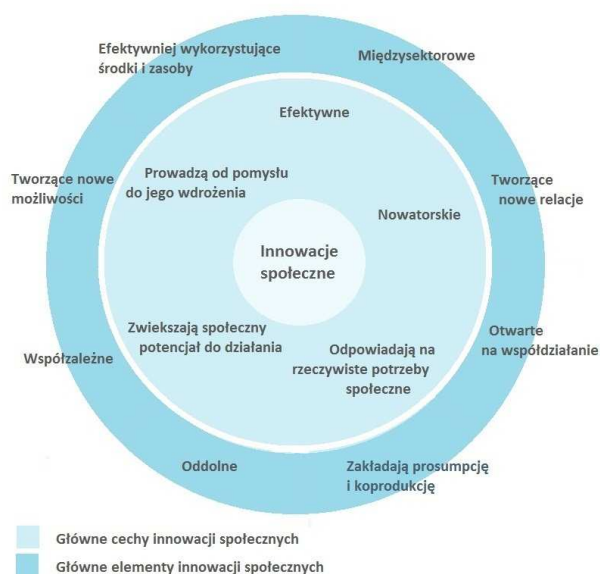 Efektywniej wykorzystujące
środki i zasoby
Międzysektorowe
Efektywne
Prowadzą od pomysłu
do jego wdrożenia
Tworzące nowe
możliwości
Tworzące
nowe relacje
Nowatorskie
Innowacje
społeczne
Zwiekszają społeczny
potencjał do działania
Odpowiadają na
rzeczywiste potrzeby
społeczne
Otwarte
na współdziałanie
Współzależne
Oddolne
Zakładają prosumpcję
i koprodukcję
Główne cechy innowacji społecznych
Główne elementy innowacji społecznych